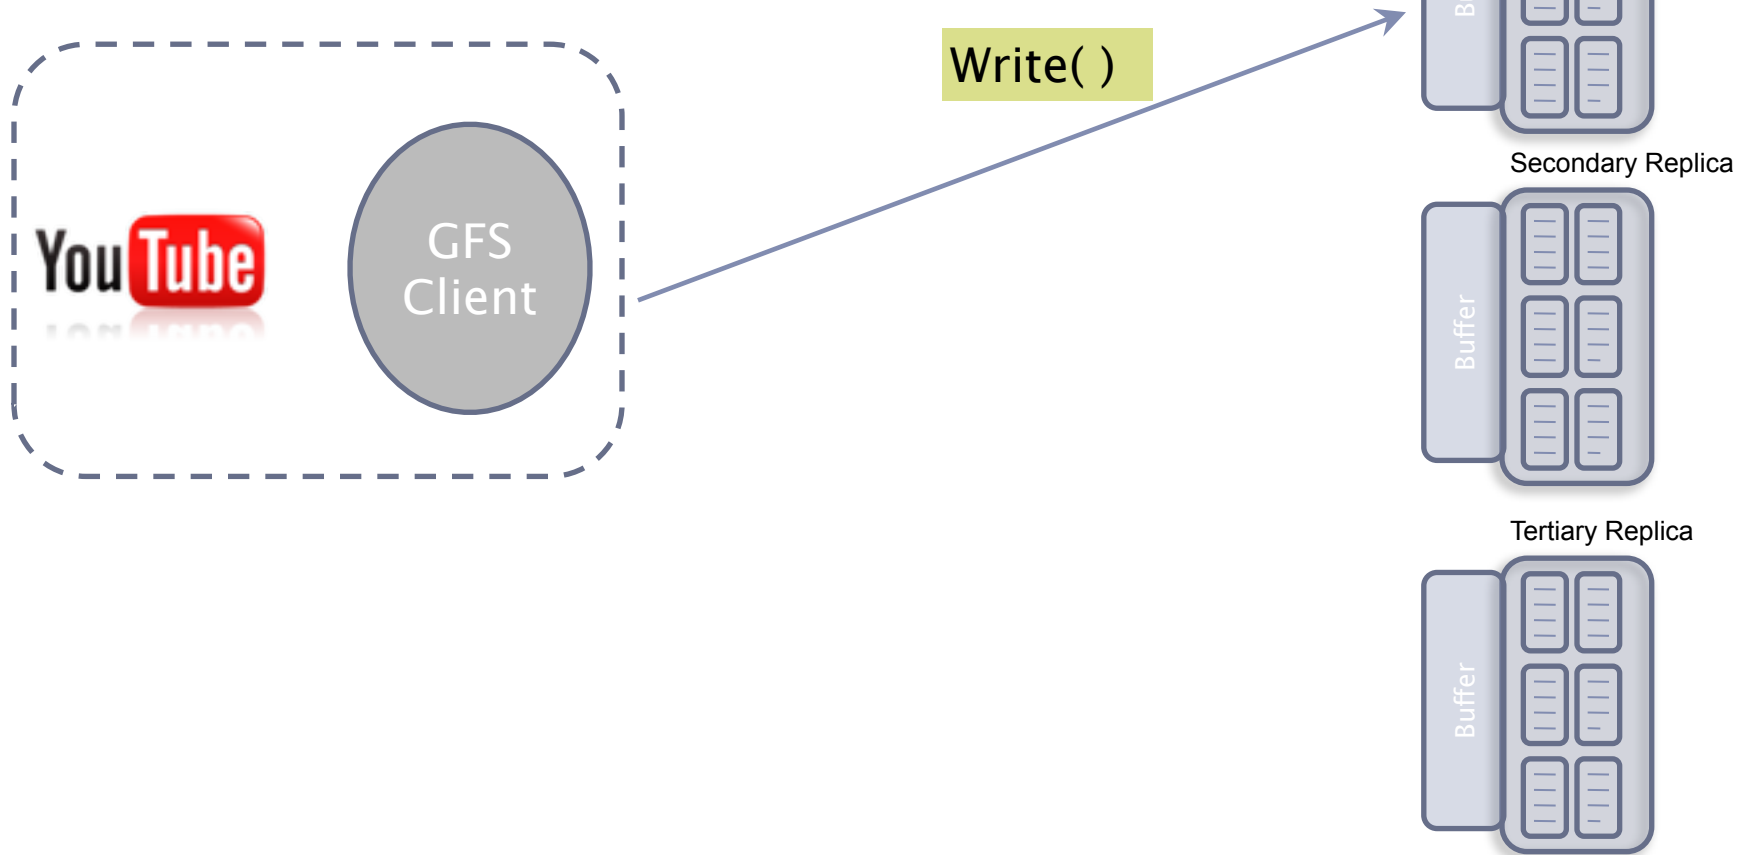 Write( )
Secondary Replica
YouTube
GFS
Client
Buffer
Tertiary Replica
Buffer